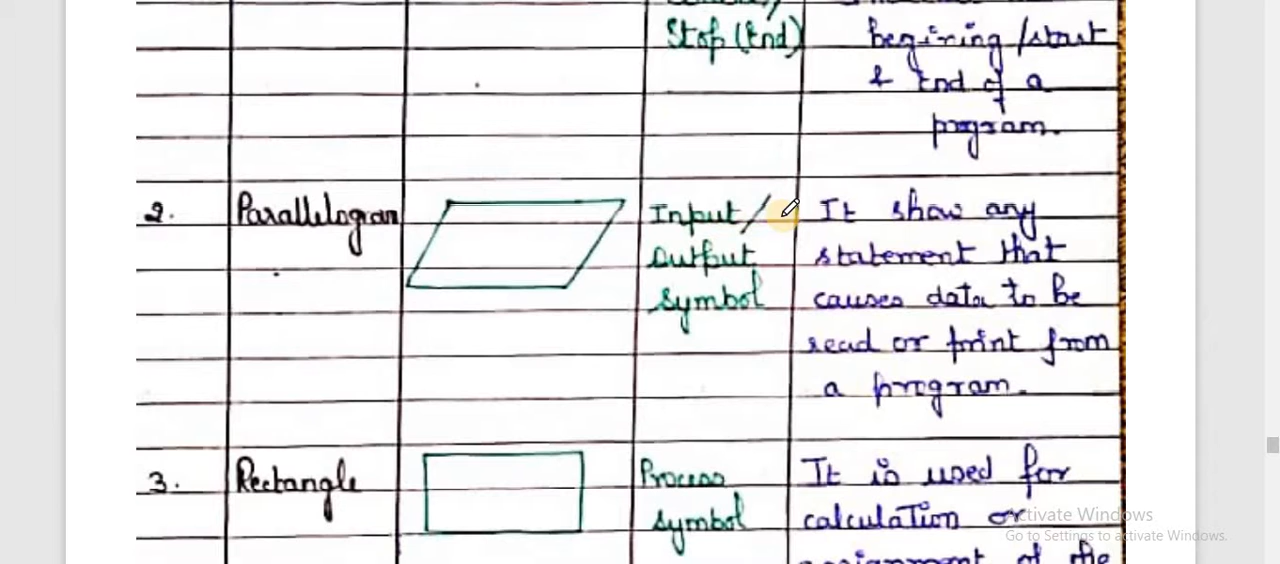 Stop (End)
begining /start
& End of a
program.
2.
Parallelogram
Input /
output
symbol
It show any
statement that
causes data to be
read or print from
a program.
3.
Rectangle
Process
symbol
It is used for
calculation or
Activate Windows
Go to Settings to activate Windows.